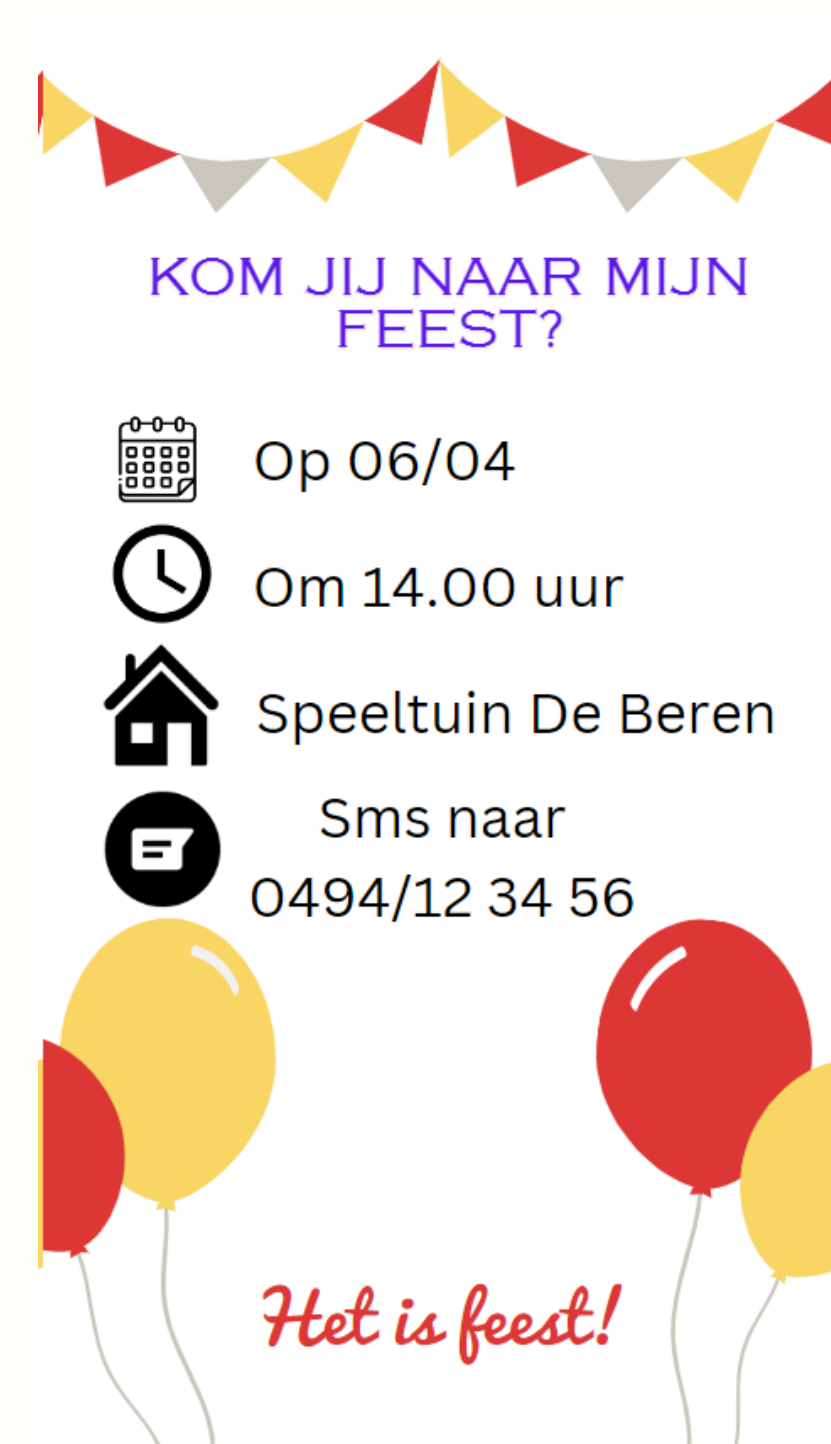 KOM JIJ NAAR MIJN
FEEST?
Op 06/04
Om 14.00 uur
Speeltuin De Beren
Sms naar
0494/12 34 56
Het is feest!